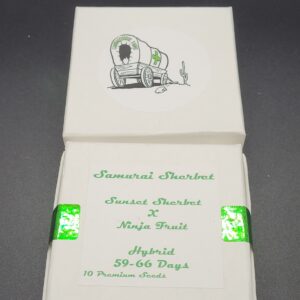 Samurai Sherbet
Sunset Sherbet
X
Ninja Fruit
Hybrid
59-66 Days
10 Premium Seeds